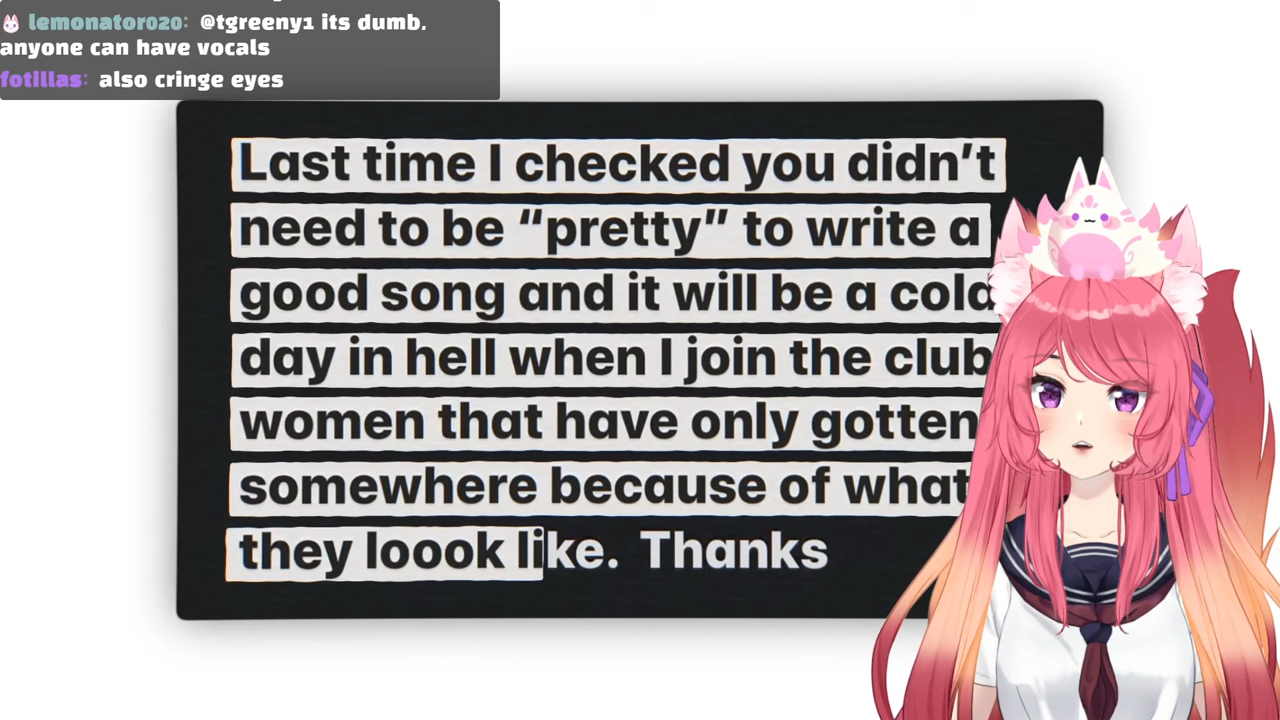 lemonator020: @tgreeny1 its dumb.
anyone can have vocals
fotillas: also cringe eyes
Last time I checked you didn’t
need to be “pretty” to write a
good song and it will be a cold
day in hell when I join the club
women that have only gotten
somewhere because of what
they loook like. Thanks